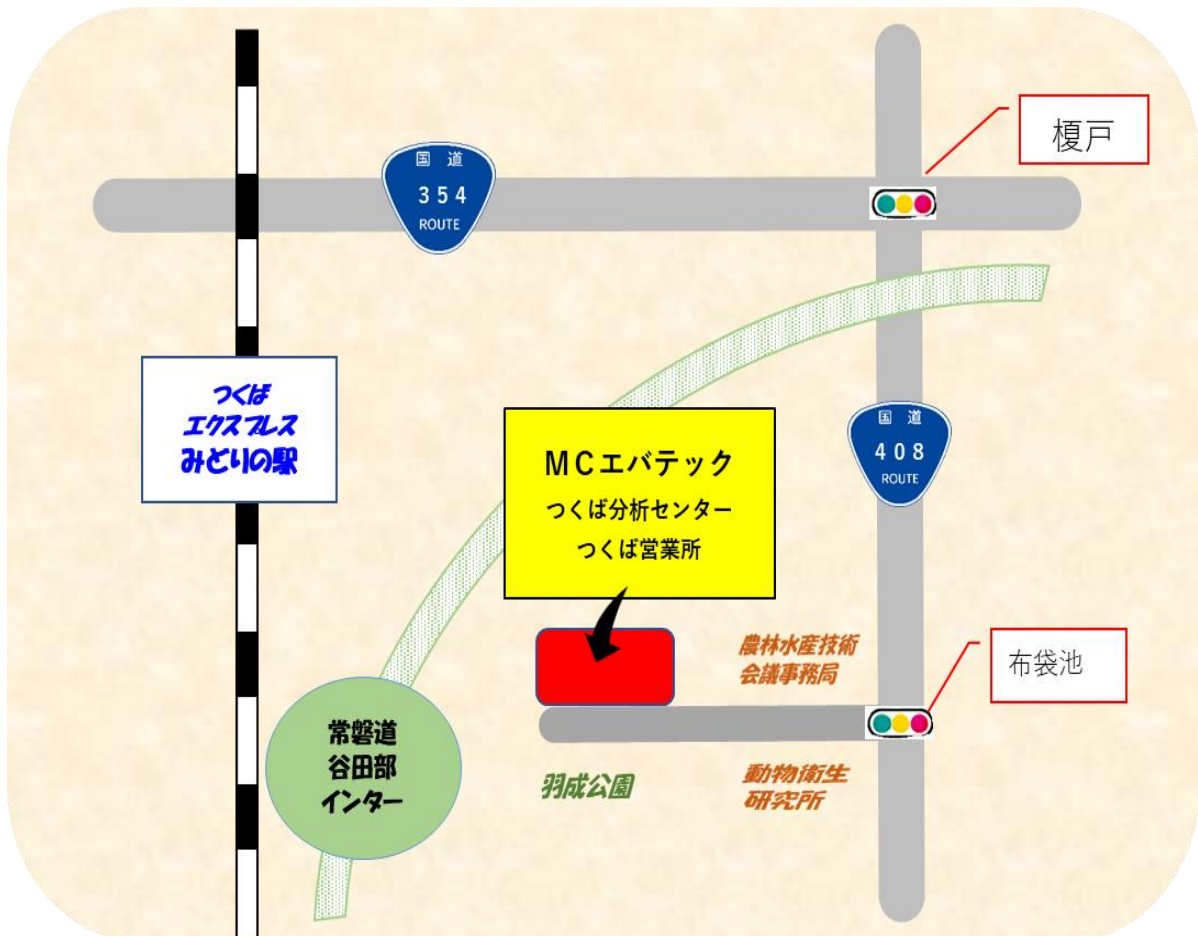 国道
354
ROUTE
榎戸
つくば
エクスプレス
みどりの駅
MCエバテック
つくば分析センター
つくば営業所
国道
408
ROUTE
農林水産技術
会議事務局
布袋池
常磐道
谷田部
インター
羽成公園
動物衛生
研究所